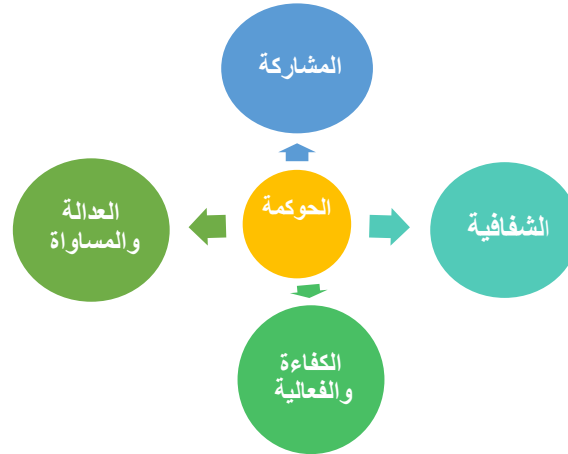 المشاركة
الحوكمة
الشفافية
العدالة
والمساواة
الكفاءة
والفعالية